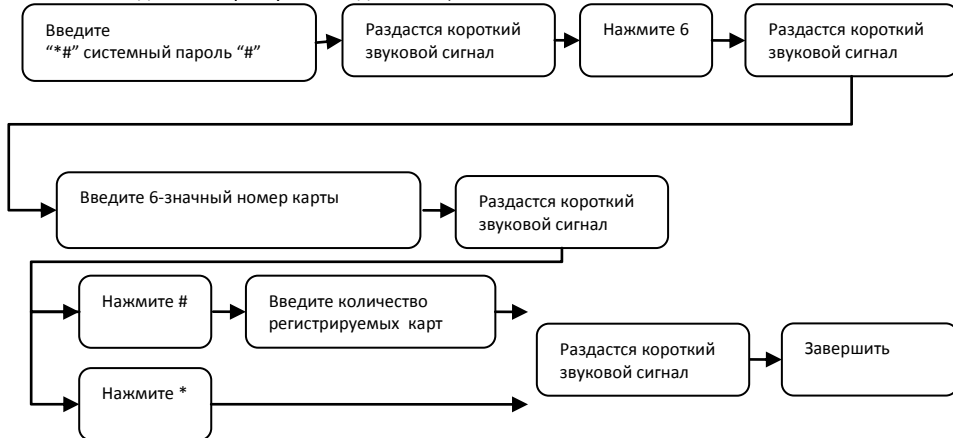 Введите
“*#” системный пароль “#”
Раздастся короткий
звуковой сигнал
Нажмите 6
Раздастся короткий
звуковой сигнал
Введите 6-значный номер карты
Раздастся короткий
звуковой сигнал
Нажмите #
Введите количество
регистрируемых карт
Нажмите *
Раздастся короткий
звуковой сигнал
Завершить